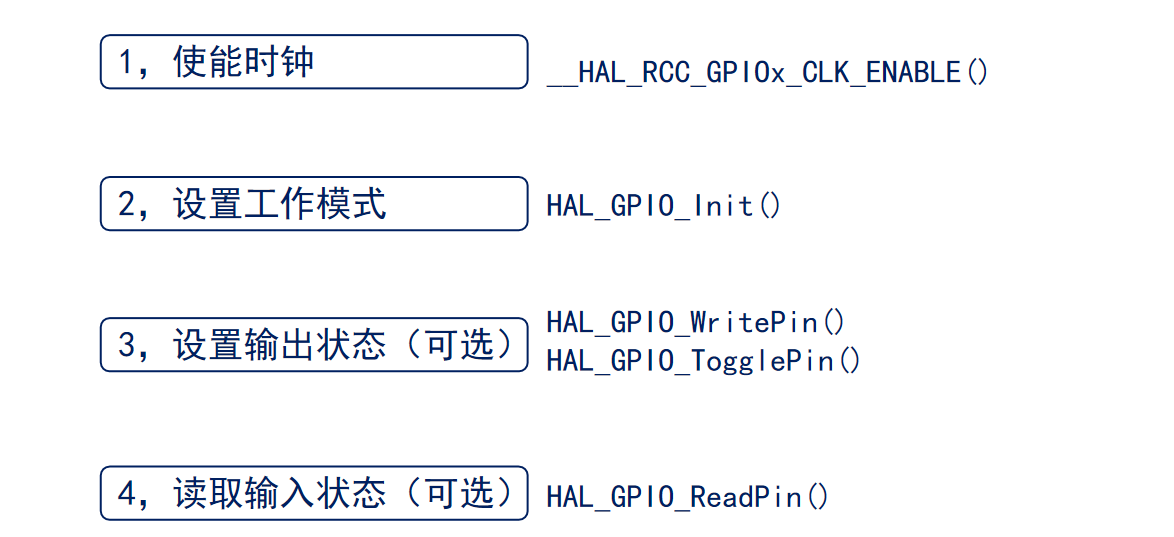 1，使能时钟
__HAL_RCC_GPIOx_CLK_ENABLE()
2，设置工作模式
HAL_GPIO_Init()
3，设置输出状态（可选）
HAL_GPIO_WritePin()
HAL_GPIO_TogglePin()
4，读取输入状态（可选）
HAL_GPIO_ReadPin()